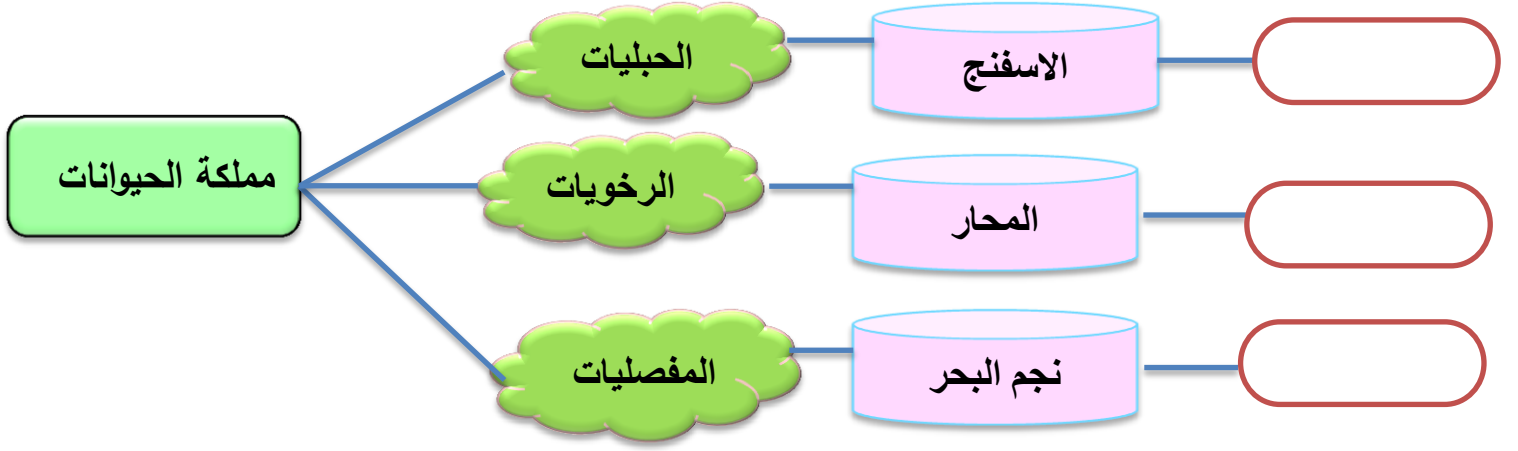 مملكة الحيوانات
الحبليات
الاسفنج
الرخويات
المحار
المفصليات
نجم البحر